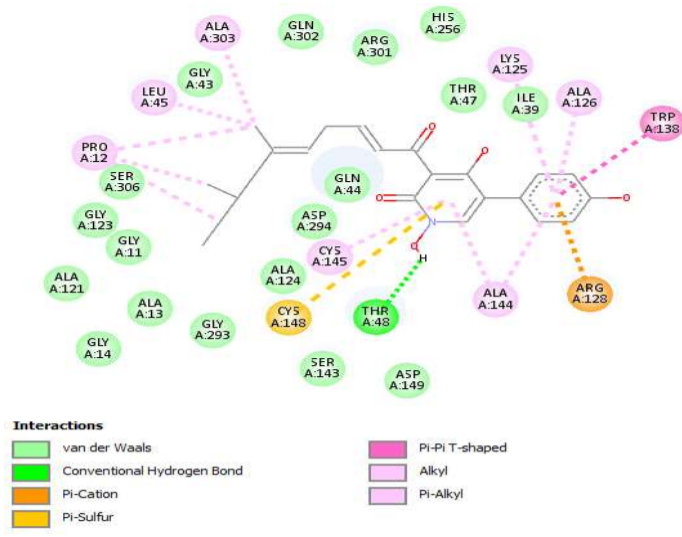 ALA
A:303
GLN
A:302
ARG
A:301
HIS
A:256
GLY
A:43
LYS
A:125
LEU
A:45
THR
A:47
ILE
A:39
ALA
A:126
TRP
A:138
PRO
A:12
SER
A:306
GLN
A:44
O
O
H
O
GLY
A:123
ASP
A:294
O
N
O
H
GLY
A:11
CYS
A:145
ALA
A:121
ALA
A:124
ALA
A:13
ALA
A:144
ARG
A:128
GLY
A:293
CYS
A:148
THR
A:48
GLY
A:14
SER
A:143
ASP
A:149
Interactions
van der Waals
Conventional Hydrogen Bond
Pi-Cation
Pi-Sulfur
Pi-Pi T-shaped
Alkyl
Pi-Alkyl